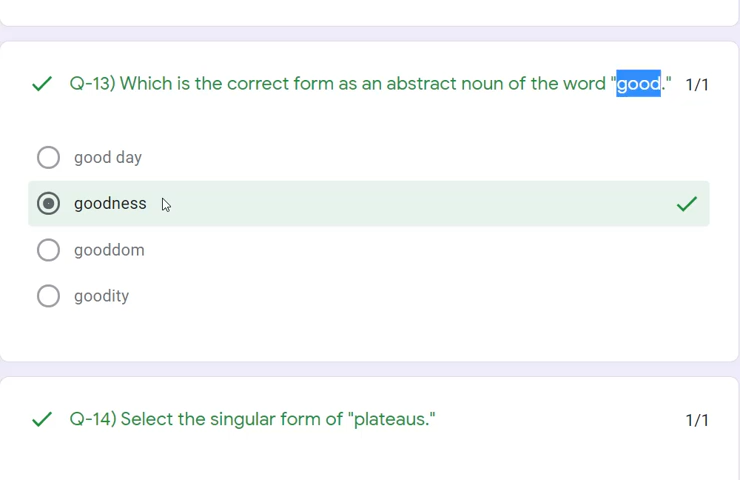 Q-13) Which is the correct form as an abstract noun of the word "good." 1/1
good day
goodness
gooddom
goodity
Q-14) Select the singular form of "plateaus." 1/1